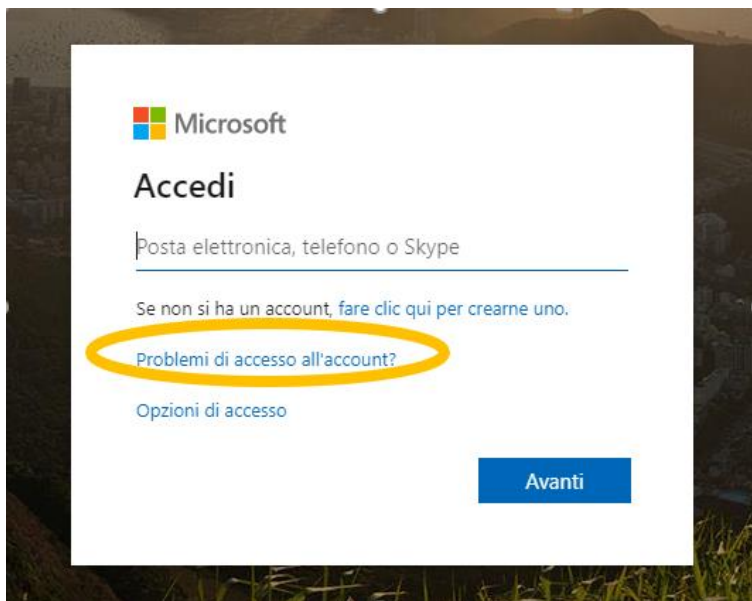 Microsoft
Accedi
Posta elettronica, telefono o Skype
Se non si ha un account, fare clic qui per crearne uno.
Problemi di accesso all'account?
Opzioni di accesso
Avanti